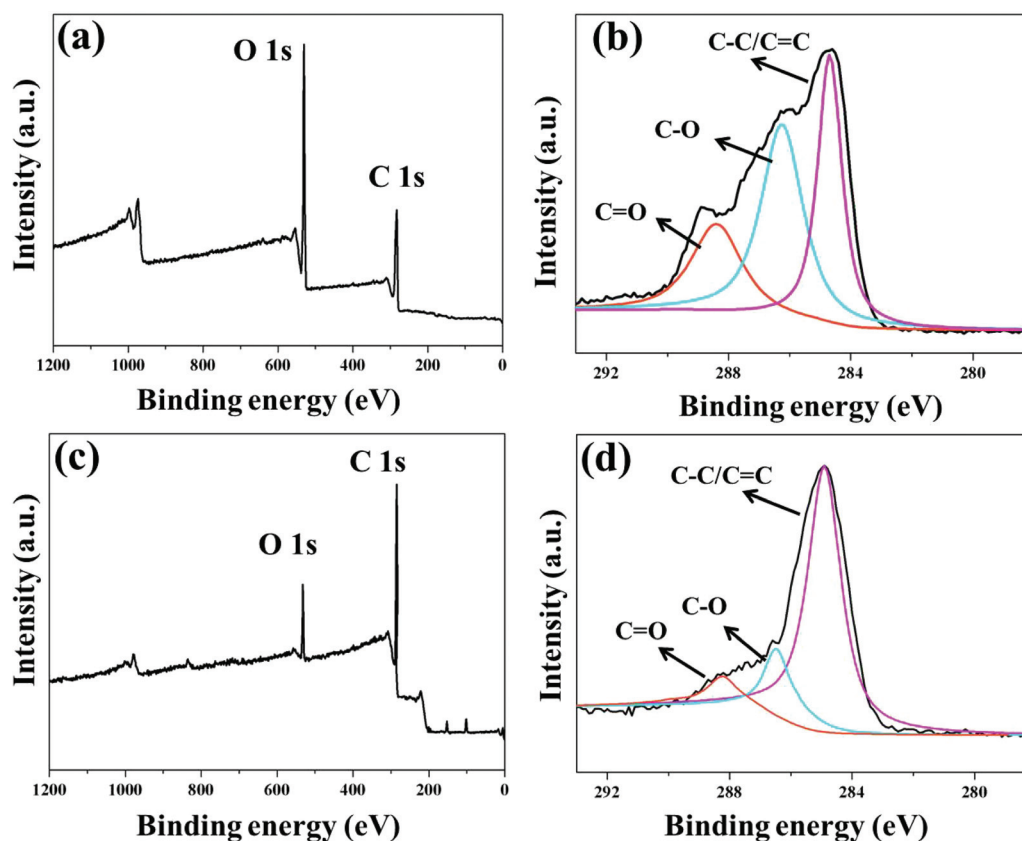 (a)
O 1s
C 1s
Intensity (a.u.)
1200 1000 800 600 400 200 0
Binding energy (eV)
(b)
C-C/C=C
C-O
C=O
Intensity (a.u.)
292 288 284 280
Binding energy (eV)
(c)
C 1s
O 1s
Intensity (a.u.)
1200 1000 800 600 400 200 0
Binding energy (eV)
(d)
C-C/C=C
C-O
C=O
Intensity (a.u.)
292 288 284 280
Binding energy (eV)